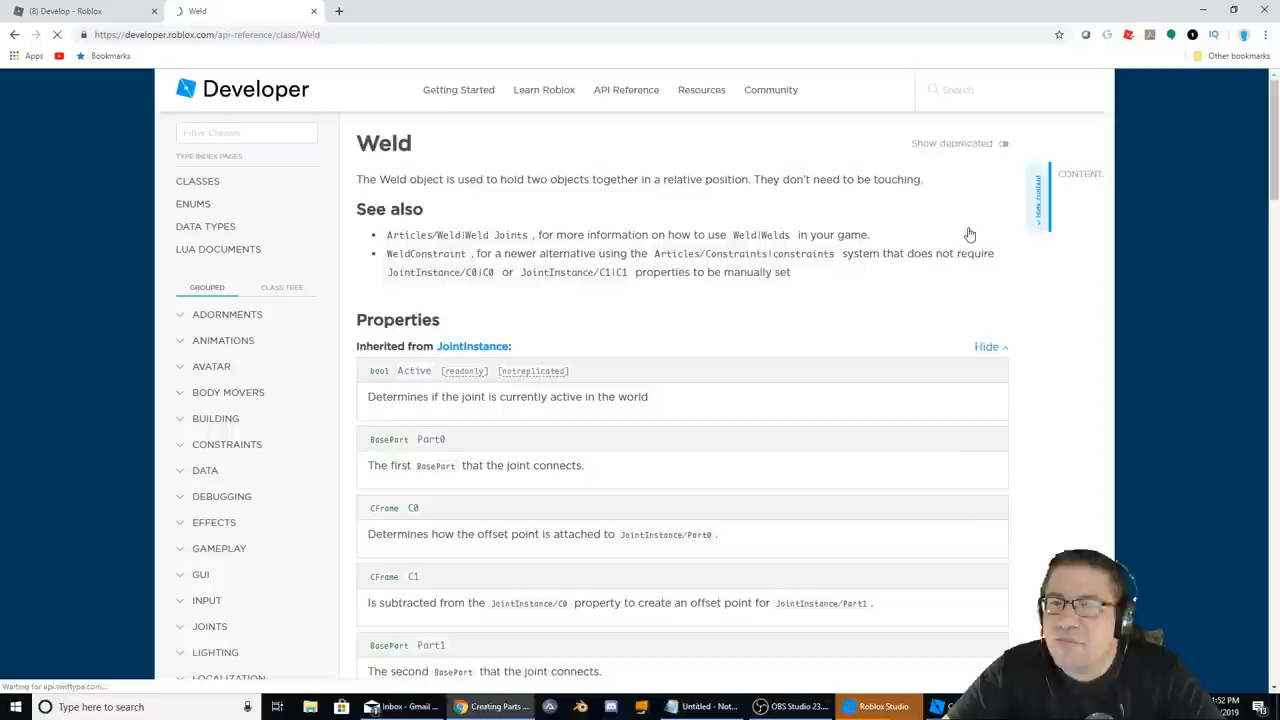 (8) Develop - Roblox
Weld
https://developer.roblox.com/api-reference/class/Weld
IQ
Apps
Bookmarks
Other bookmarks
Developer
Getting Started
Learn Roblox
API Reference
Resources
Community
Search
Filter Classes
TYPE INDEX PAGES
CLASSES
ENUMS
DATA TYPES
LUA DOCUMENTS
GROUPED
CLASS TREE
ADORNMENTS
ANIMATIONS
AVATAR
BODY MOVERS
BUILDING
CONSTRAINTS
DATA
DEBUGGING
EFFECTS
GAMEPLAY
GUI
INPUT
JOINTS
LIGHTING
LOCALIZATION
Weld
Show deprecated
CONTENT.
The Weld object is used to hold two objects together in a relative position. They don't need to be touching.
See also
Articles/Weld|Weld Joints , for more information on how to use Weld|Welds in your game.
WeldConstraint , for a newer alternative using the Articles/Constraints|constraints system that does not require
JointInstance/C0|C0 or JointInstance/C1|C1 properties to be manually set
Properties
Inherited from JointInstance:
Hide
bool Active [readonly] [notreplicated]
Determines if the joint is currently active in the world
BasePart Part0
The first BasePart that the joint connects.
CFrame C0
Determines how the offset point is attached to JointInstance/Part0 .
CFrame C1
Is subtracted from the JointInstance/C0 property to create an offset point for JointInstance/Part1 .
BasePart Part1
The second BasePart that the joint connects.
Waiting for api.swiftype.com...
Type here to search
Inbox - Gmail ...
Creating Parts...
Untitled - Not...
OBS Studio 23....
Roblox Studio
:52 PM
/2019
13